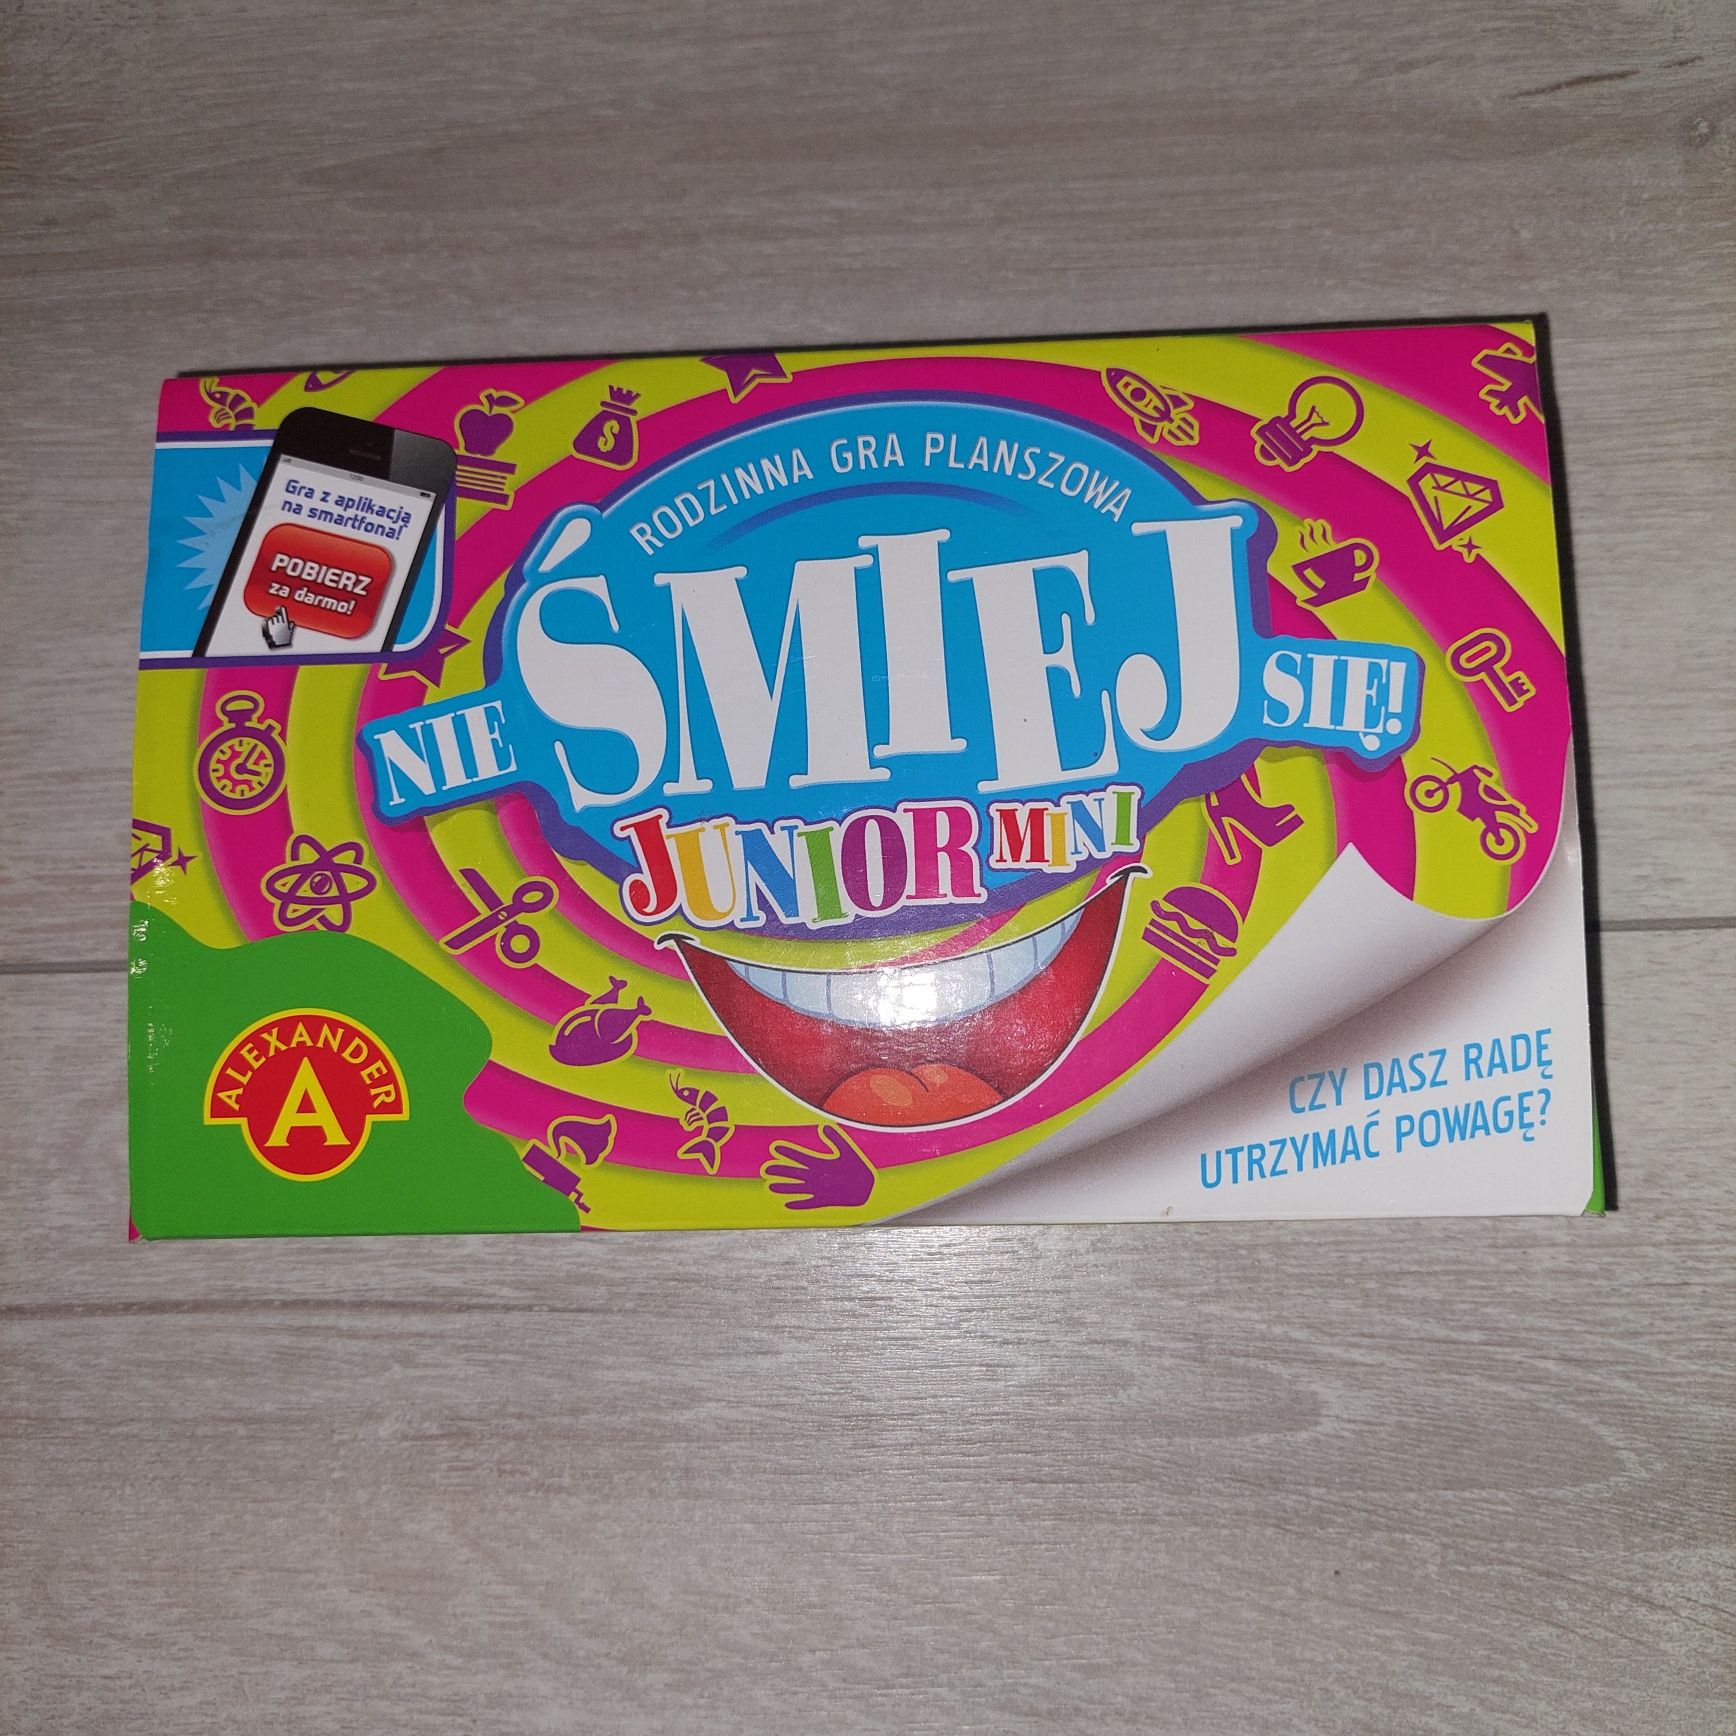 Gra z aplikacją
na smartfona!
POBIERZ
za darmo!
RODZINNA GRA PLANSZOWA
NIE ŚMIEJ SIĘ!
JUNIOR MINI
ALEXANDER
A
CZY DASZ RADĘ
UTRZYMAĆ POWAGĘ?